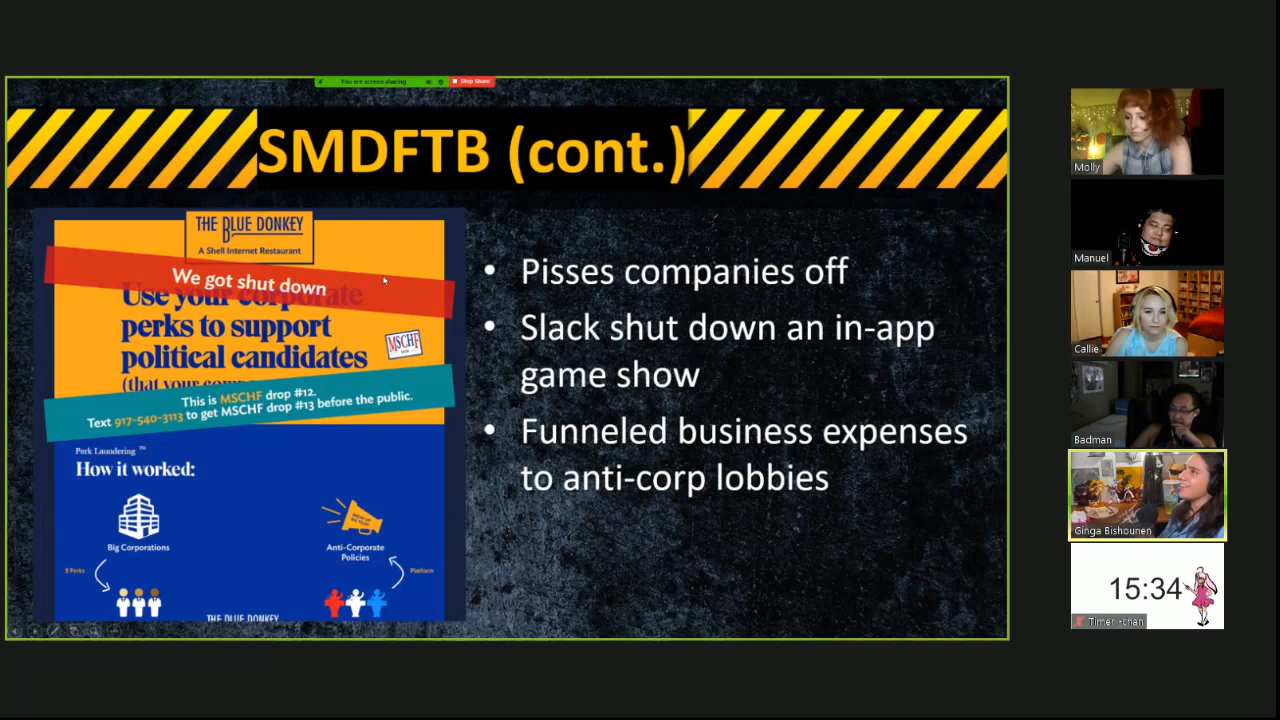 You are screen sharing
Stop Share
SMDFTB (cont.)
THE BLUE DONKEY
A Shell Internet Restaurant
We got shut down
Use your corporate
perks to support
political candidates
MSCHF
(that your
This is MSCHF drop #12.
Text 917-540-3113 to get MSCHF drop #13 before the public.
Perk Laundering ™
How it worked:
Big Corporations
Anti-Corporate
Policies
$ Perks
Platform
THE BLUE DONKEY
• Pisses companies off
• Slack shut down an in-app
game show
• Funneled business expenses
to anti-corp lobbies
Molly
Manuel
Callie
Badman
Ginga Bishounen
15:34
Timer -chan